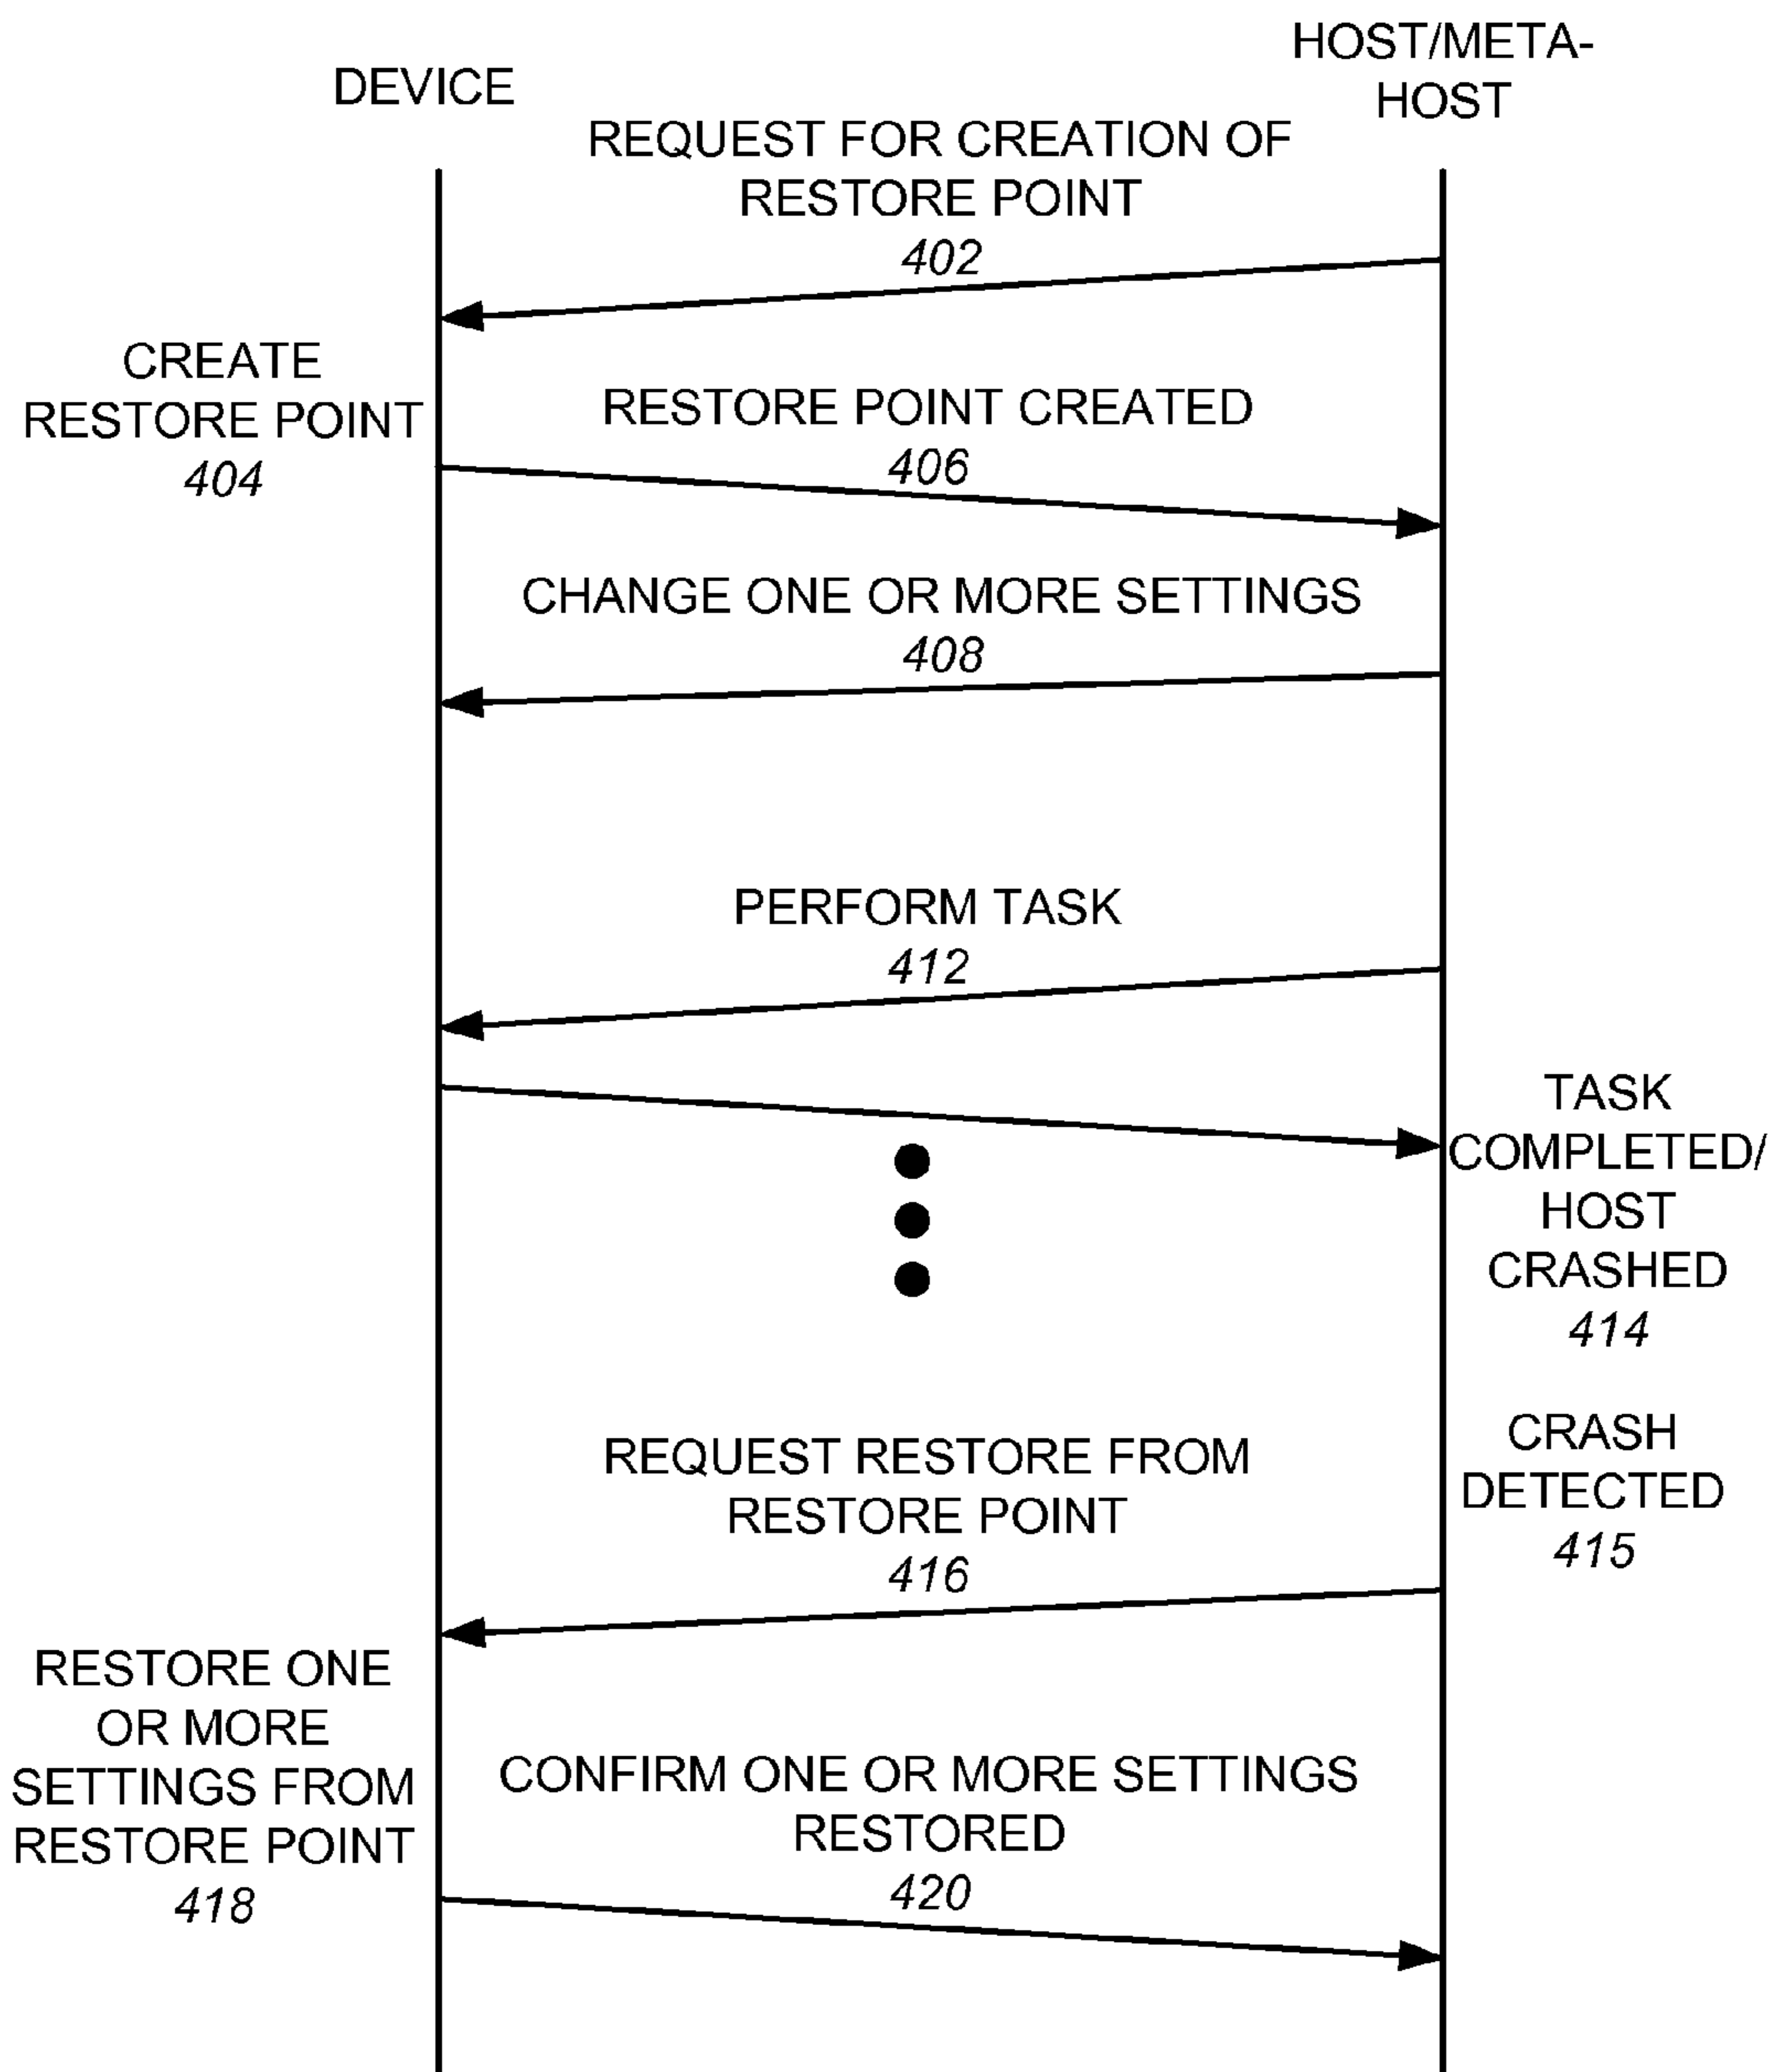 DEVICE
HOST/META-
HOST
REQUEST FOR CREATION OF
RESTORE POINT
402
CREATE
RESTORE POINT
404
RESTORE POINT CREATED
406
CHANGE ONE OR MORE SETTINGS
408
PERFORM TASK
412
TASK
COMPLETED/
HOST
CRASHED
414
CRASH
DETECTED
415
REQUEST RESTORE FROM
RESTORE POINT
416
RESTORE ONE
OR MORE
SETTINGS FROM
RESTORE POINT
418
CONFIRM ONE OR MORE SETTINGS
RESTORED
420